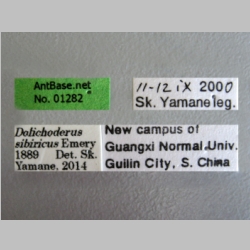 AntBase.net
No. 01282
11-12 ix 2000
Sk. Yamane leg.
Dolichoderus
sibiricus Emery
1889 Det. Sk.
Yamane, 2014
New campus of
Guangxi Normal Univ.
Guilin City, S. China